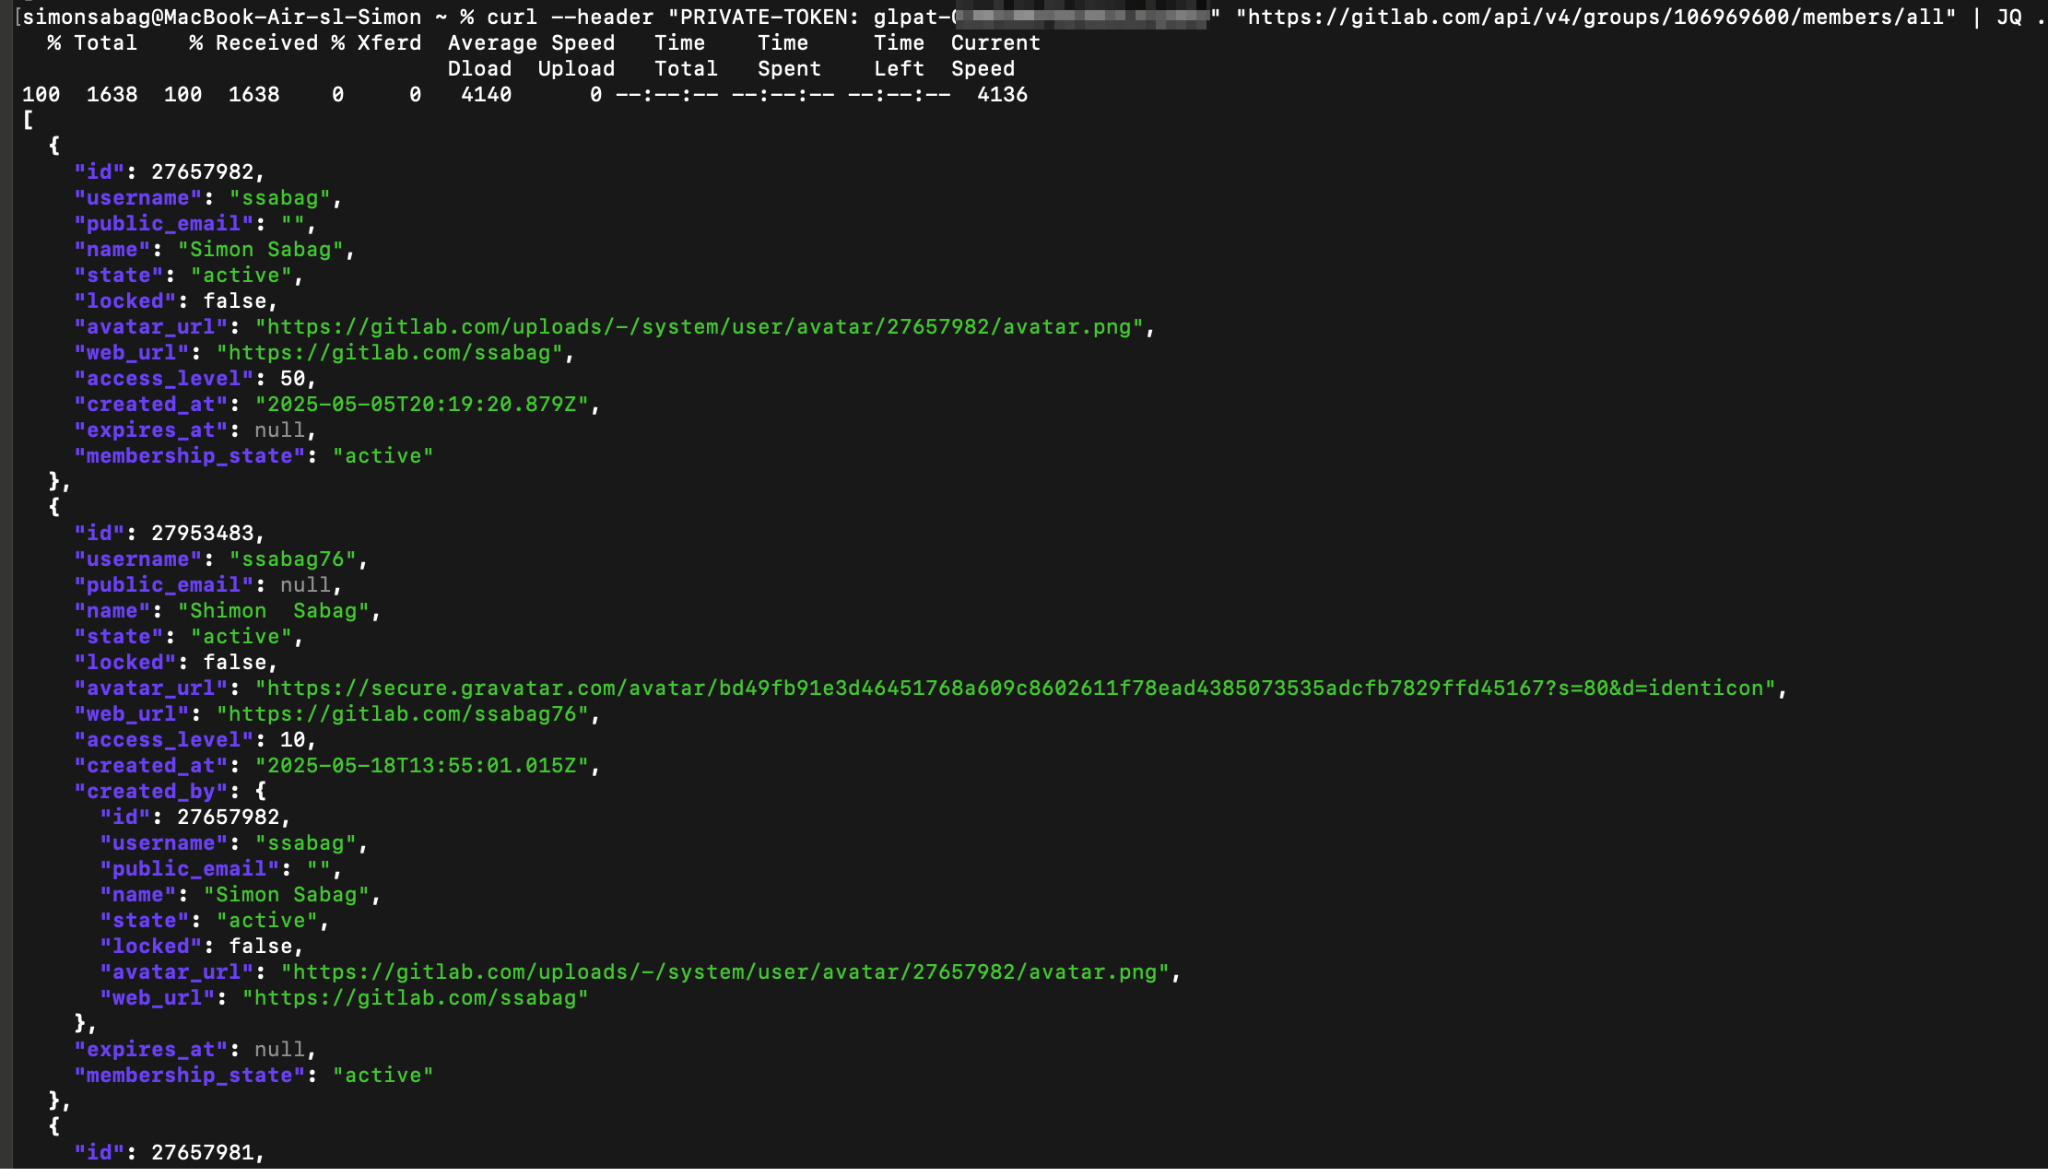 [simonsabag@MacBook-Air-sl-Simon ~ % curl --header "PRIVATE-TOKEN: glpat-" "https://gitlab.com/api/v4/groups/106969600/members/all" | JQ .
% Total % Received % Xferd Average Speed Time Time Time Current
Dload Upload Total Spent Left Speed
100 1638 100 1638 0 0 4140 0 --:--:-- --:--:-- --:--:-- 4136
[
{
"id": 27657982,
"username": "ssabag",
"public_email": "",
"name": "Simon Sabag",
"state": "active",
"locked": false,
"avatar_url": "https://gitlab.com/uploads/-/system/user/avatar/27657982/avatar.png",
"web_url": "https://gitlab.com/ssabag",
"access_level": 50,
"created_at": "2025-05-05T20:19:20.879Z",
"expires_at": null,
"membership_state": "active"
},
{
"id": 27953483,
"username": "ssabag76",
"public_email": null,
"name": "Shimon  Sabag",
"state": "active",
"locked": false,
"avatar_url": "https://secure.gravatar.com/avatar/bd49fb91e3d46451768a609c8602611f78ead4385073535adcfb7829ffd45167?s=80&d=identicon",
"web_url": "https://gitlab.com/ssabag76",
"access_level": 10,
"created_at": "2025-05-18T13:55:01.015Z",
"created_by": {
"id": 27657982,
"username": "ssabag",
"public_email": "",
"name": "Simon Sabag",
"state": "active",
"locked": false,
"avatar_url": "https://gitlab.com/uploads/-/system/user/avatar/27657982/avatar.png",
"web_url": "https://gitlab.com/ssabag"
},
"expires_at": null,
"membership_state": "active"
},
{
"id": 27657981,